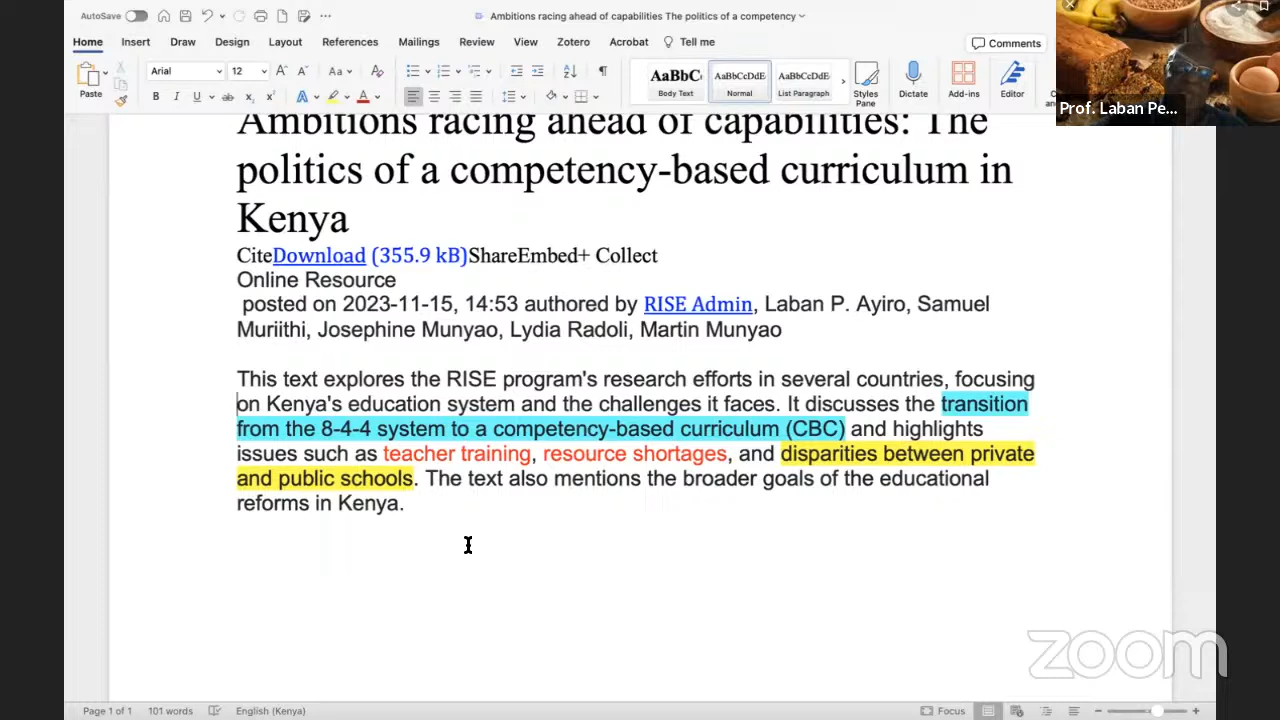 AutoSave
Ambitions racing ahead of capabilities The politics of a competency
Home Insert Draw Design Layout References Mailings Review View Zotero Acrobat Tell me
Comments
Paste
Arial 12
AaBbC AaBbCcDdE AaBbCcDdE
Body Text Normal List Paragraph
Styles Pane Dictate Add-ins Editor
Prof. Laban Pe...
Ambitions racing ahead of capabilities: The
politics of a competency-based curriculum in
Kenya
CiteDownload (355.9 kB)ShareEmbed+ Collect
Online Resource
posted on 2023-11-15, 14:53 authored by RISE Admin, Laban P. Ayiro, Samuel
Muriithi, Josephine Munyao, Lydia Radoli, Martin Munyao
This text explores the RISE program's research efforts in several countries, focusing
on Kenya's education system and the challenges it faces. It discusses the transition
from the 8-4-4 system to a competency-based curriculum (CBC) and highlights
issues such as teacher training, resource shortages, and disparities between private
and public schools. The text also mentions the broader goals of the educational
reforms in Kenya.
zoom
Page 1 of 1 101 words English (Kenya) Focus